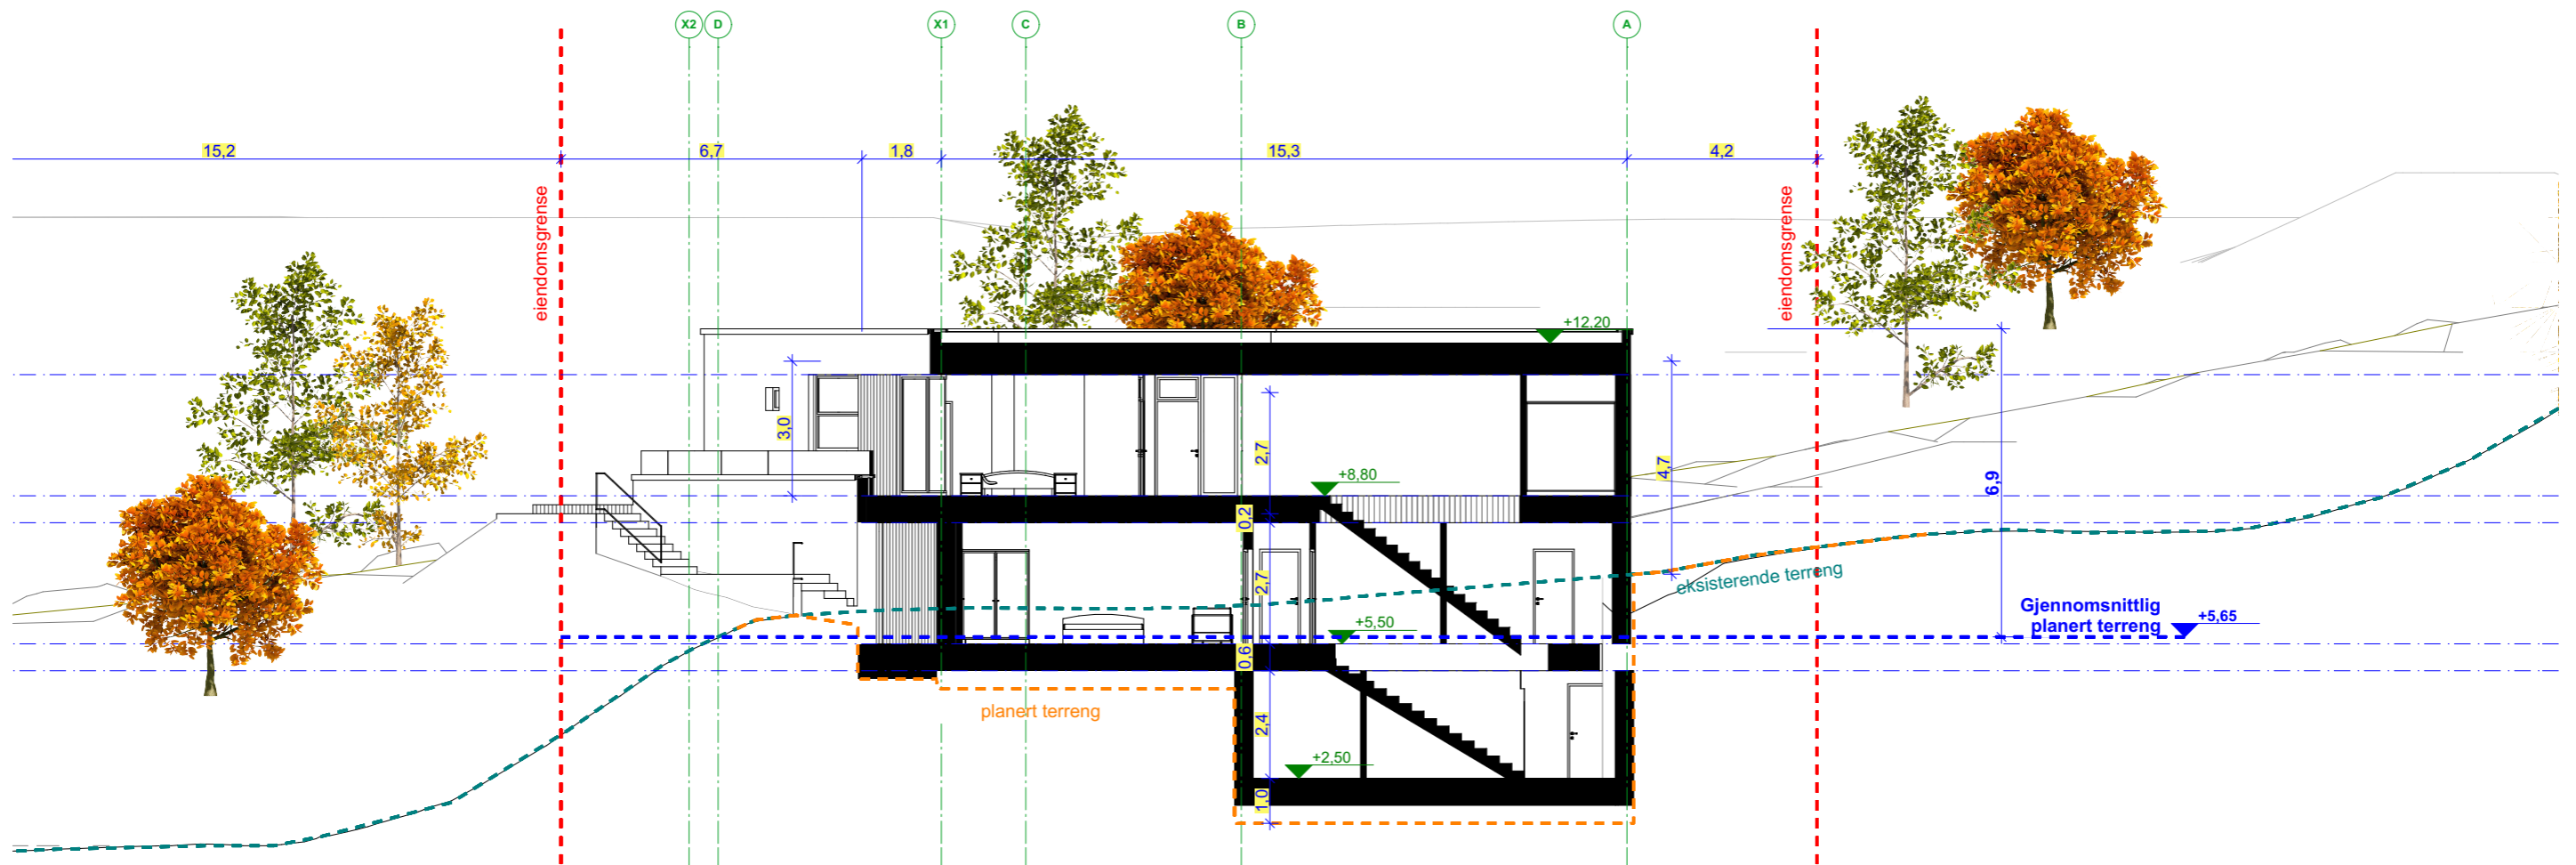 X2 D X1 C B A
15,2 6,7 1,8 15,3 4,2
eiendomsgrense
eiendomsgrense
+12.20
3,0
2,7
4,7
6,9
+8,80
0,2
2,7
eksisterende terreng
Gjennomsnittlig
planert terreng
+5,65
+5,50
0,6
planert terreng
2,4
+2,50
1,0